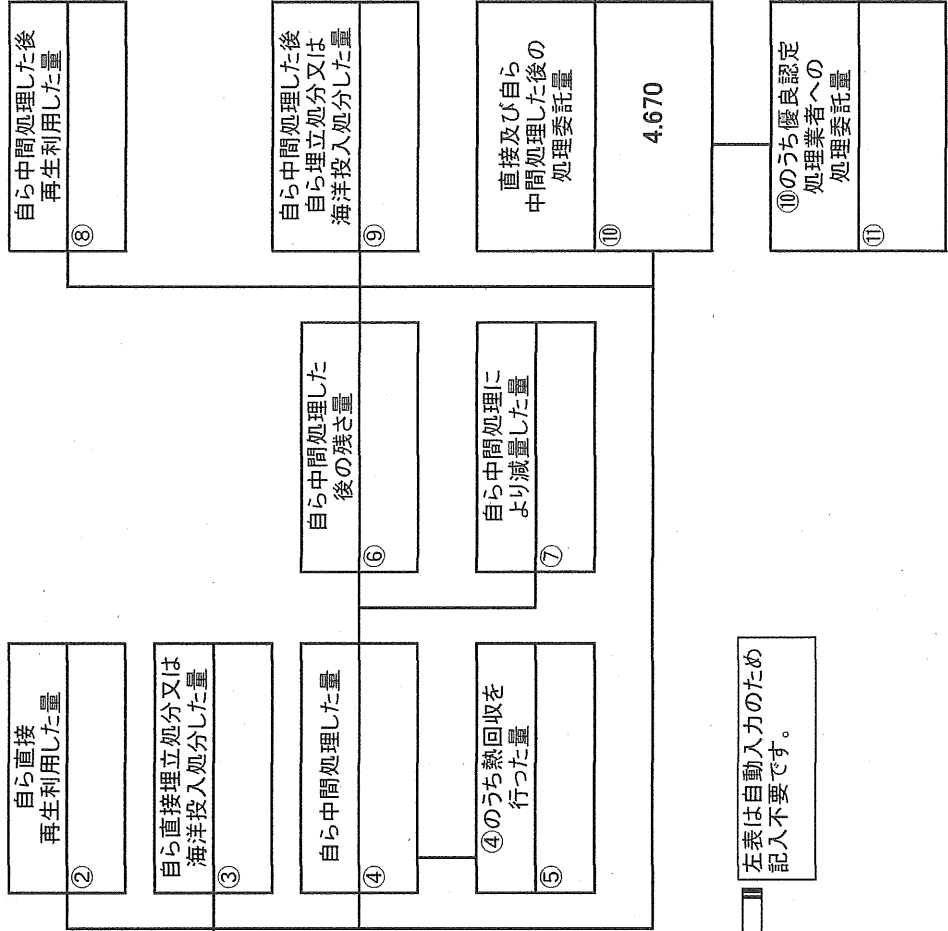 自ら直接
再生利用した量
②
自ら直接埋立処分又は
海洋投入処分した量
③
自ら中間処理した量
④
④のうち熱回収を
行った量
⑤
自ら中間処理した
後の残さ量
⑥
自ら中間処理に
より減量した量
⑦
自ら中間処理した後
再生利用した量
⑧
自ら中間処理した後
自ら埋立処分又は
海洋投入処分した量
⑨
直接及び自ら
中間処理した後の
処理委託量
⑩
4.670
⑩のうち優良認定
処理業者への
処理委託量
⑪
左表は自動入力のため
記入不要です。